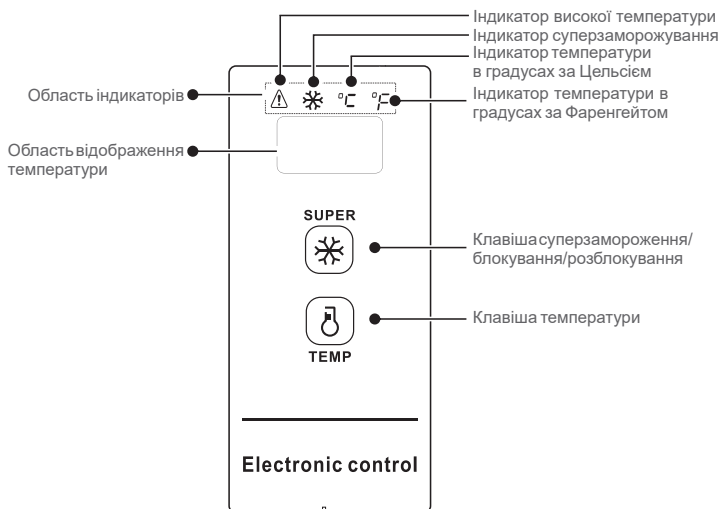 Індикатор високої температури
Індикатор суперзаморожування
Індикатор температури
в градусах за Цельсієм
Індикатор температури в
градусах за Фаренгейтом
Область індикаторів
°C °F
Область відображення
температури
SUPER
Клавіша суперзамороження/
блокування/розблокування
Клавіша температури
TEMP
Electronic control